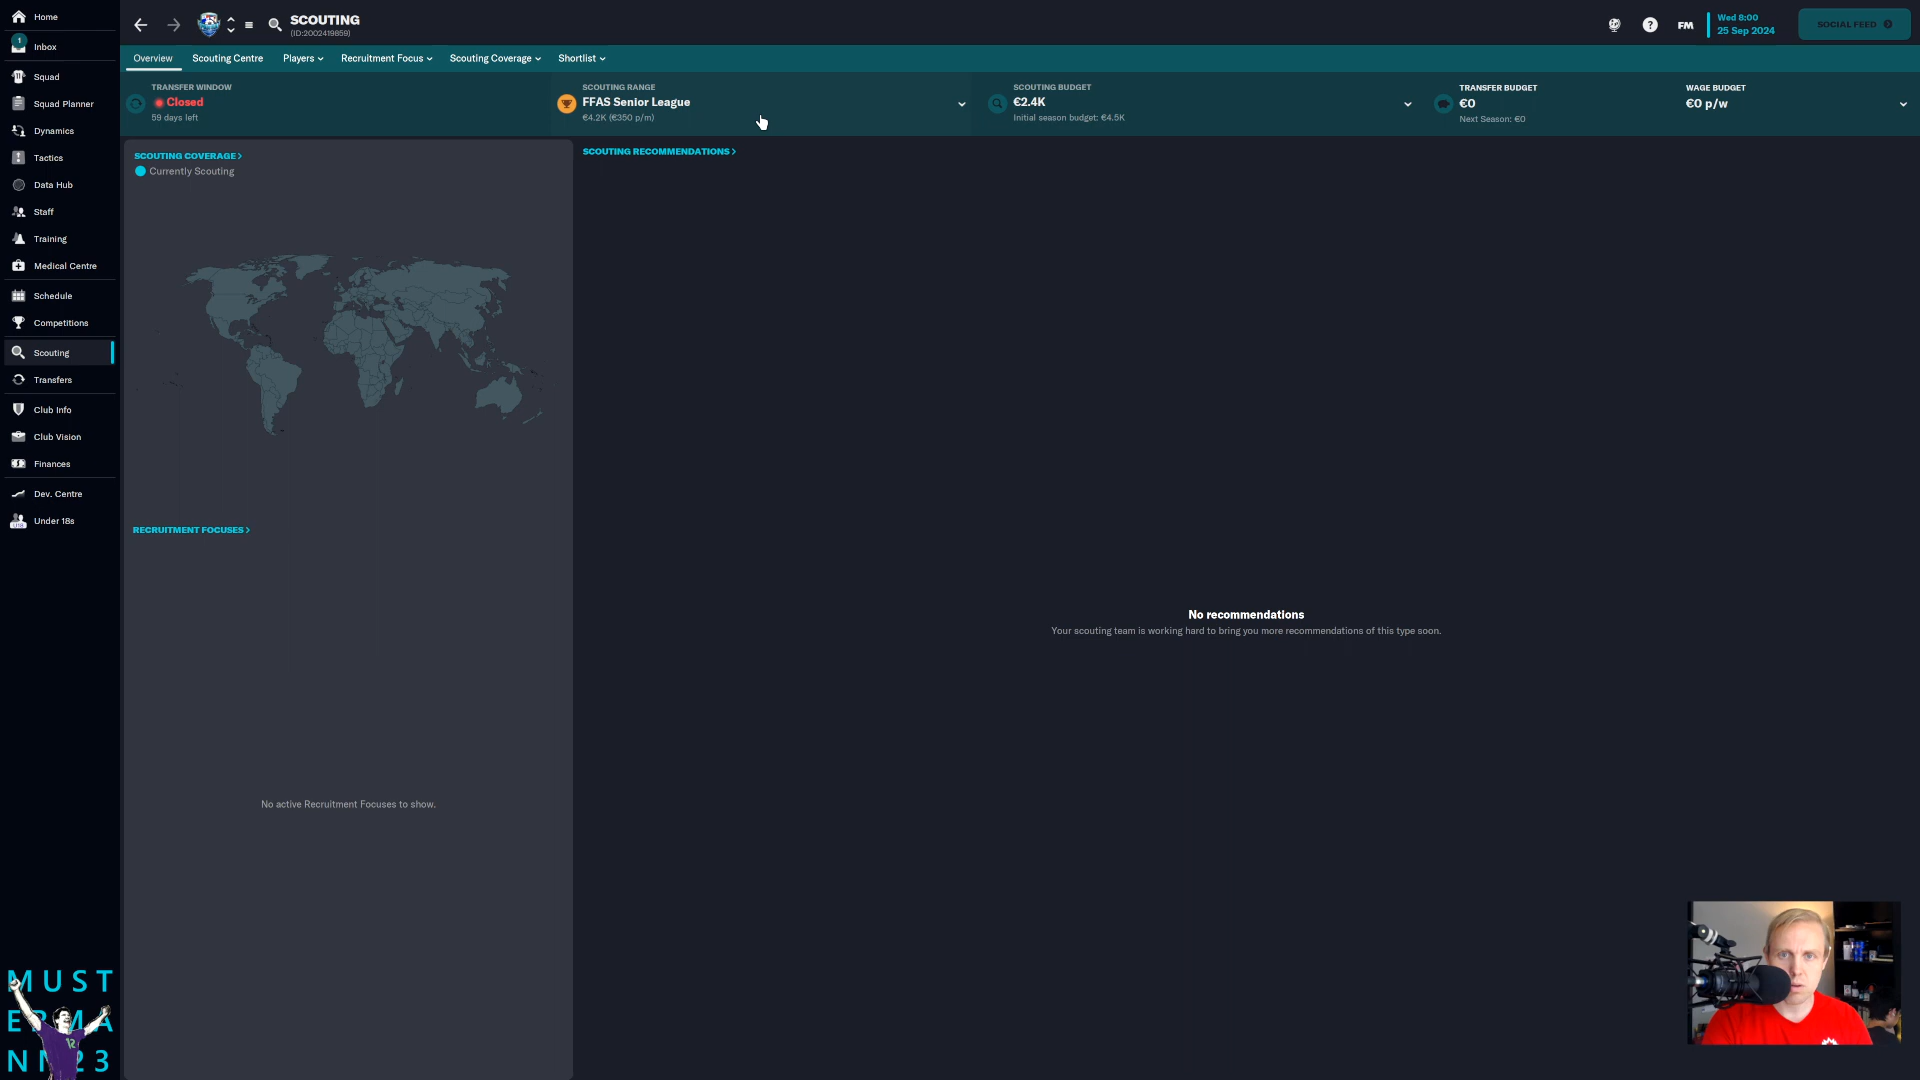 Home
1
Inbox
Squad
Squad Planner
Dynamics
Tactics
Data Hub
Staff
Training
Medical Centre
Schedule
Competitions
Scouting
Transfers
Club Info
Club Vision
Finances
Dev. Centre
Under 18s
SCOUTING
(ID:2002419859)
FM
Wed 8:00
25 Sep 2024
SOCIAL FEED
Overview
Scouting Centre
Players
Recruitment Focus
Scouting Coverage
Shortlist
TRANSFER WINDOW
Closed
59 days left
SCOUTING RANGE
FFAS Senior League
€4.2K (€350 p/m)
SCOUTING BUDGET
€2.4K
Initial season budget: €4.5K
TRANSFER BUDGET
€0
Next Season: €0
WAGE BUDGET
€0 p/w
SCOUTING COVERAGE >
Currently Scouting
RECRUITMENT FOCUSES >
No active Recruitment Focuses to show.
SCOUTING RECOMMENDATIONS >
No recommendations
Your scouting team is working hard to bring you more recommendations of this type soon.
MUST
12